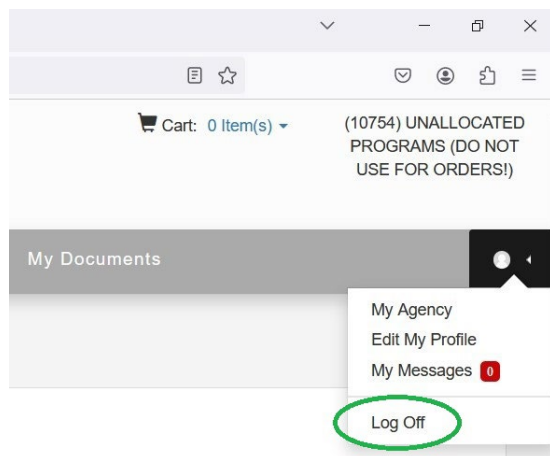 Cart: 0 Item(s)
(10754) UNALLOCATED
PROGRAMS (DO NOT
USE FOR ORDERS!)
My Documents
My Agency
Edit My Profile
My Messages 0
Log Off